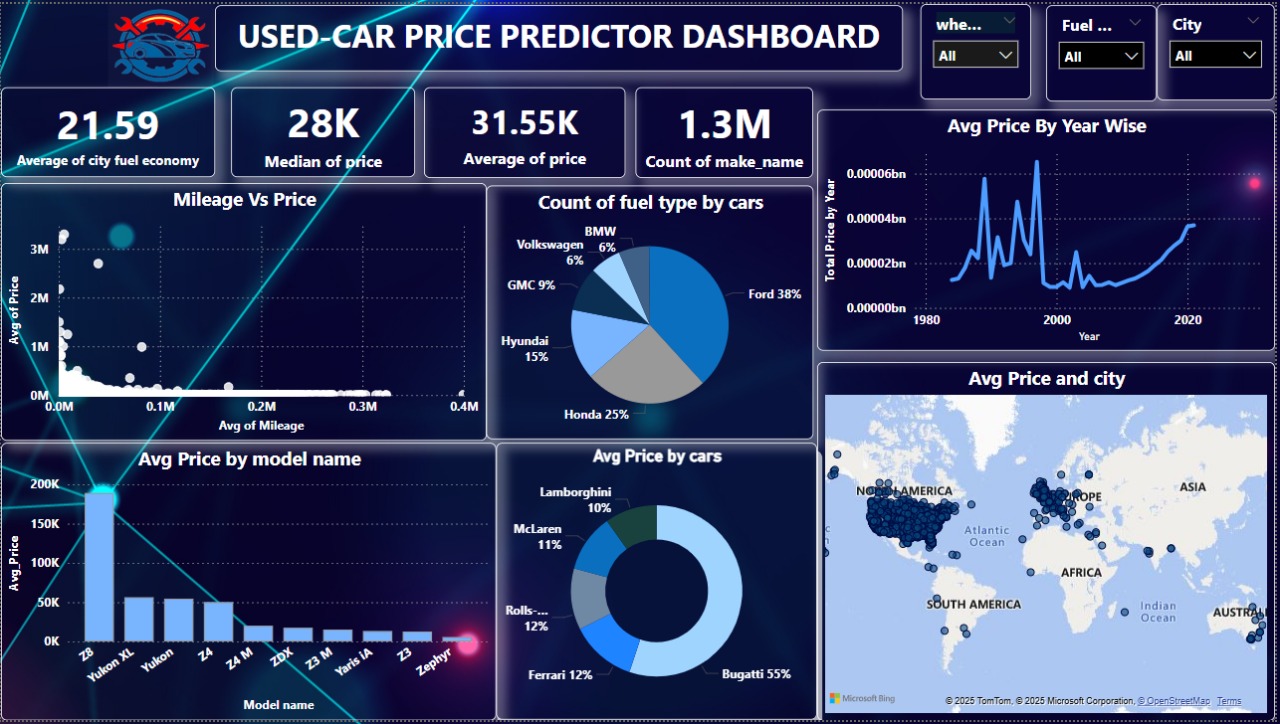 USED-CAR PRICE PREDICTOR DASHBOARD
whe...
All
Fuel ...
All
City
All
21.59
Average of city fuel economy
28K
Median of price
31.55K
Average of price
1.3M
Count of make_name
Mileage Vs Price
Avg of Price
3M
2M
1M
0M
0.0M
0.1M
0.2M
0.3M
0.4M
Avg of Mileage
Count of fuel type by cars
BMW
6%
Volkswagen
6%
GMC 9%
Hyundai
15%
Honda 25%
Ford 38%
Avg Price By Year Wise
Total Price by Year
0.00006bn
0.00004bn
0.00002bn
0.00000bn
1980
2000
2020
Year
Avg Price by model name
Avg_Price
200K
150K
100K
50K
0K
Z8
Yukon XL
Yukon
Z4
Z4 M
ZDX
Z3 M
Yaris iA
Z3
Zephyr
Model name
Avg Price by cars
Lamborghini
10%
McLaren
11%
Rolls-...
12%
Ferrari 12%
Bugatti 55%
Avg Price and city
NORTH AMERICA
EUROPE
ASIA
Atlantic
Ocean
AFRICA
SOUTH AMERICA
Indian
Ocean
AUSTRAL
Microsoft Bing
© 2025 TomTom, © 2025 Microsoft Corporation, © OpenStreetMap Terms